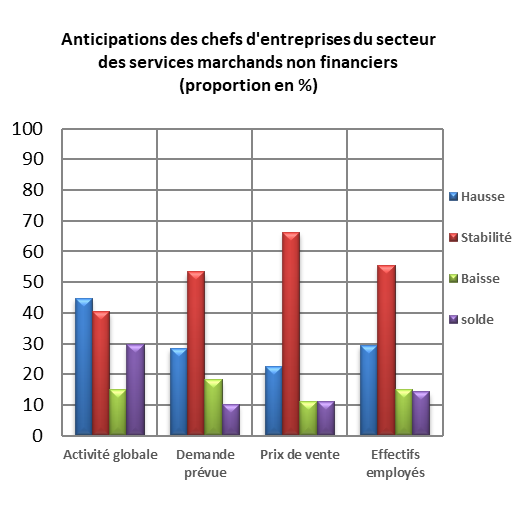 Anticipations des chefs d'entreprises du secteur
des services marchands non financiers
(proportion en %)
100
90
80
70
60
50
40
30
20
10
0
Activité globale
Demande
prévue
Prix de vente
Effectifs
employés
Hausse
Stabilité
Baisse
solde